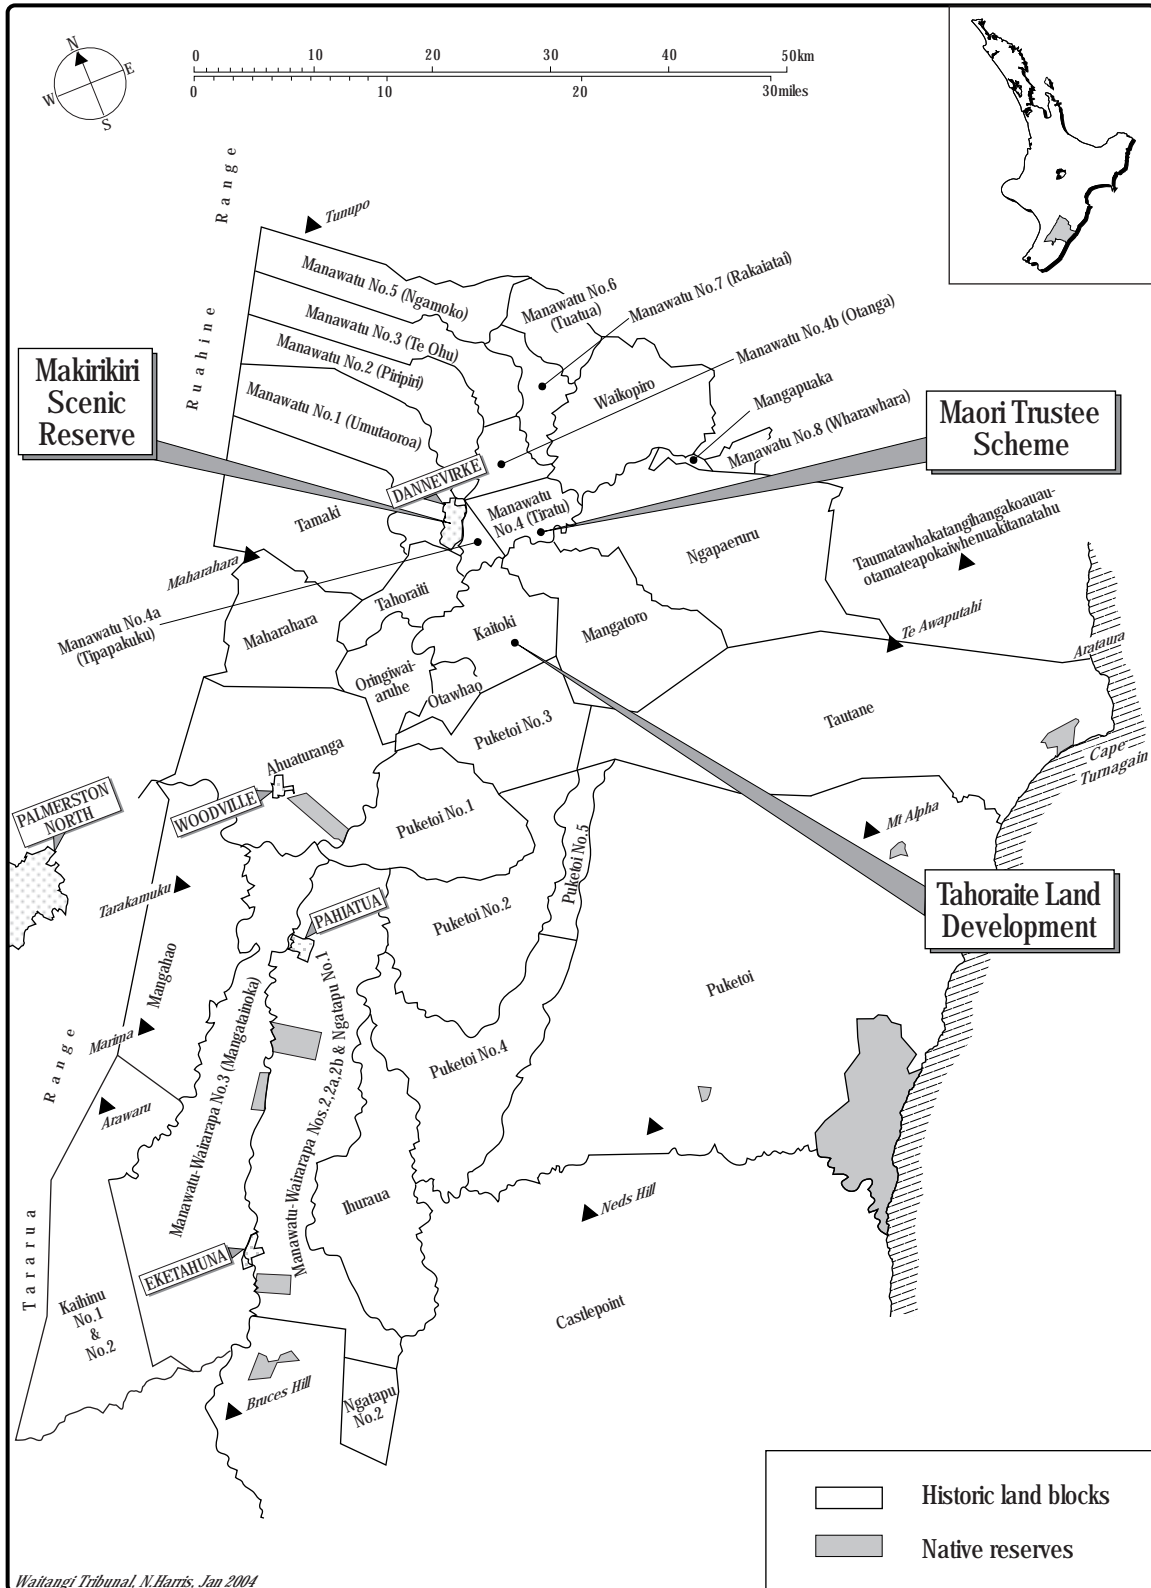 N
E
W
S
0
10
20
30
40
50km
0
10
20
30miles
Ruahine Range
Tunupo
Manawatu No.5 (Ngamoko)
Manawatu No.6
(Tuatua)
Manawatu No.7 (Rakaiatai)
Manawatu No.3 (Te Ohu)
Manawatu No.4b (Otanga)
Manawatu No.2 (Piripiri)
Makirikiri
Scenic
Reserve
Waikopiro
Mangapuaka
Manawatu No.1 (Umutaoroa)
Manawatu No.8 (Wharawhara)
Maori Trustee
Scheme
DANNEVIRKE
Tamaki
Manawatu
No.4 (Tiratu)
Ngapaeruru
Taumatawhakatangihangakoauau-
otamateapokaiwhenuakitanatahu
Maharahara
Manawatu No.4a
(Tipapakuku)
Tahoraiti
Maharahara
Kaitoki
Mangatoro
Te Awaputahi
Arataura
Oringiwai-
aruhe
Otawhao
Tautane
Puketoi No.3
Ahuaturanga
Cape
Turnagain
PALMERSTON
NORTH
WOODVILLE
Puketoi No.1
Puketoi No.5
Mt Alpha
Tarakamuku
PAHIATUA
Puketoi No.2
Tahoraite Land
Development
Mangahao
Puketoi
Marima
Manawatu-Wairarapa No.3 (Mangatainoka)
Manawatu-Wairarapa Nos.2,2a,2b & Ngatapu No.1
Puketoi No.4
Arawaru
Tararua Range
Ihuraua
Neds Hill
EKETAHUNA
Kaihinu
No.1
&
No.2
Castlepoint
Bruces Hill
Ngatapu
No.2
Historic land blocks
Native reserves
Waitangi Tribunal, N.Harris, Jan 2004